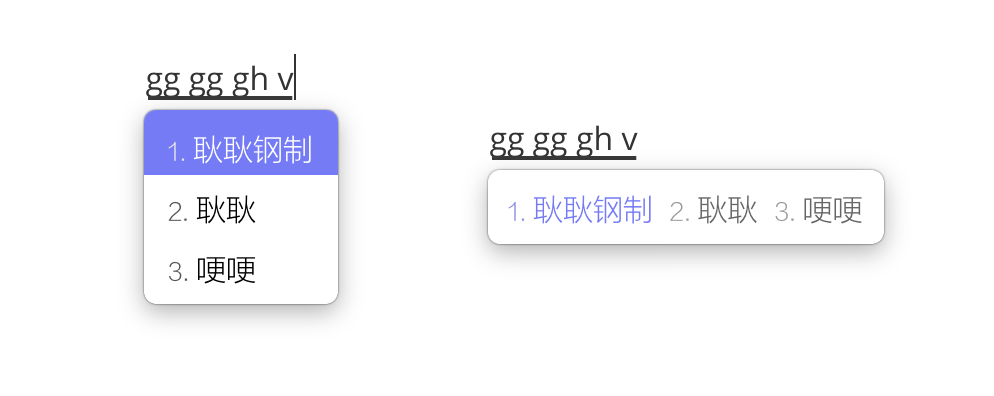 gg gg gh v
1. 耿耿钢制
2. 耿耿
3. 哽哽
gg gg gh v
1. 耿耿钢制 2. 耿耿 3. 哽哽